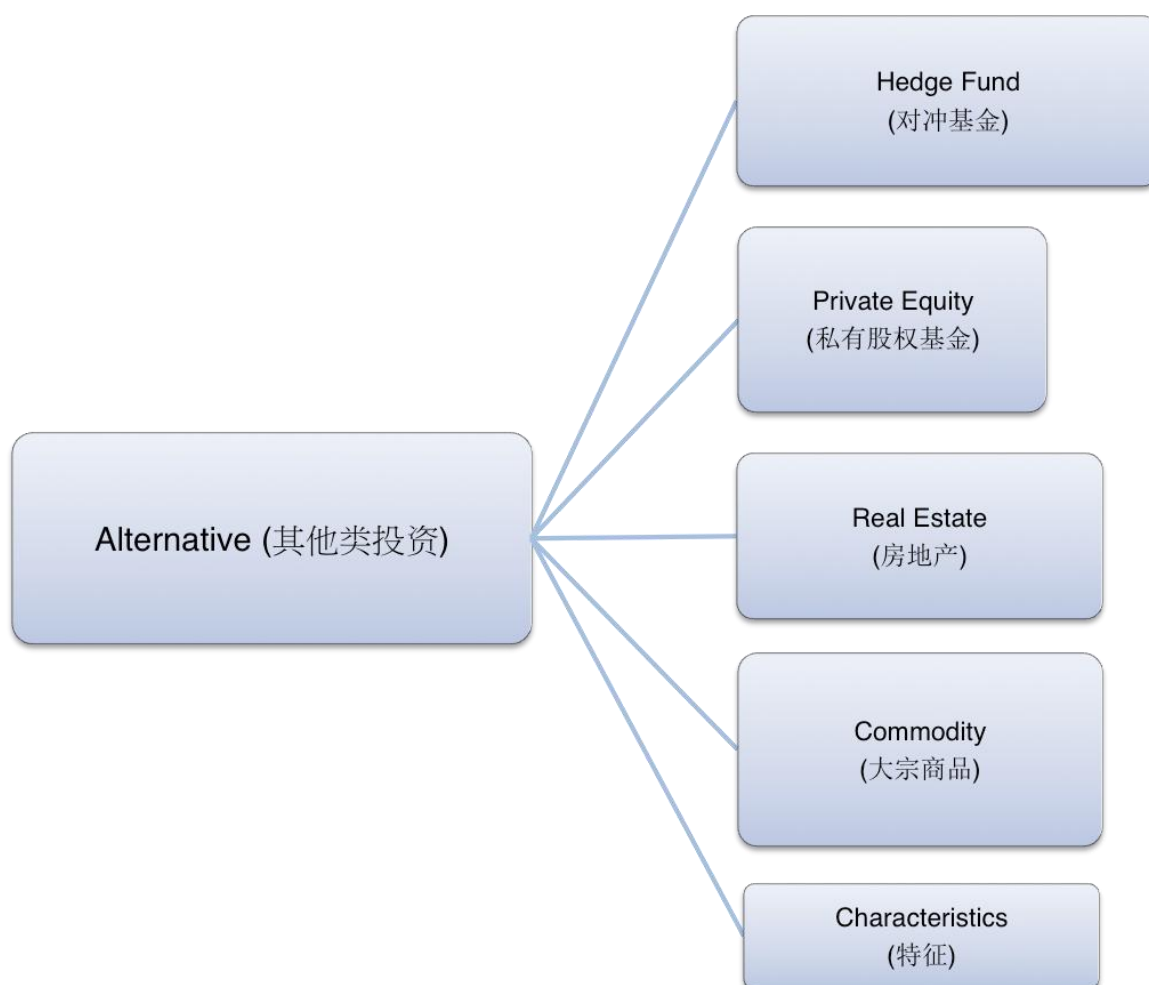 Hedge Fund
(对冲基金)
Private Equity
(私有股权基金)
Alternative (其他类投资)
Real Estate
(房地产)
Commodity
(大宗商品)
Characteristics
(特征)